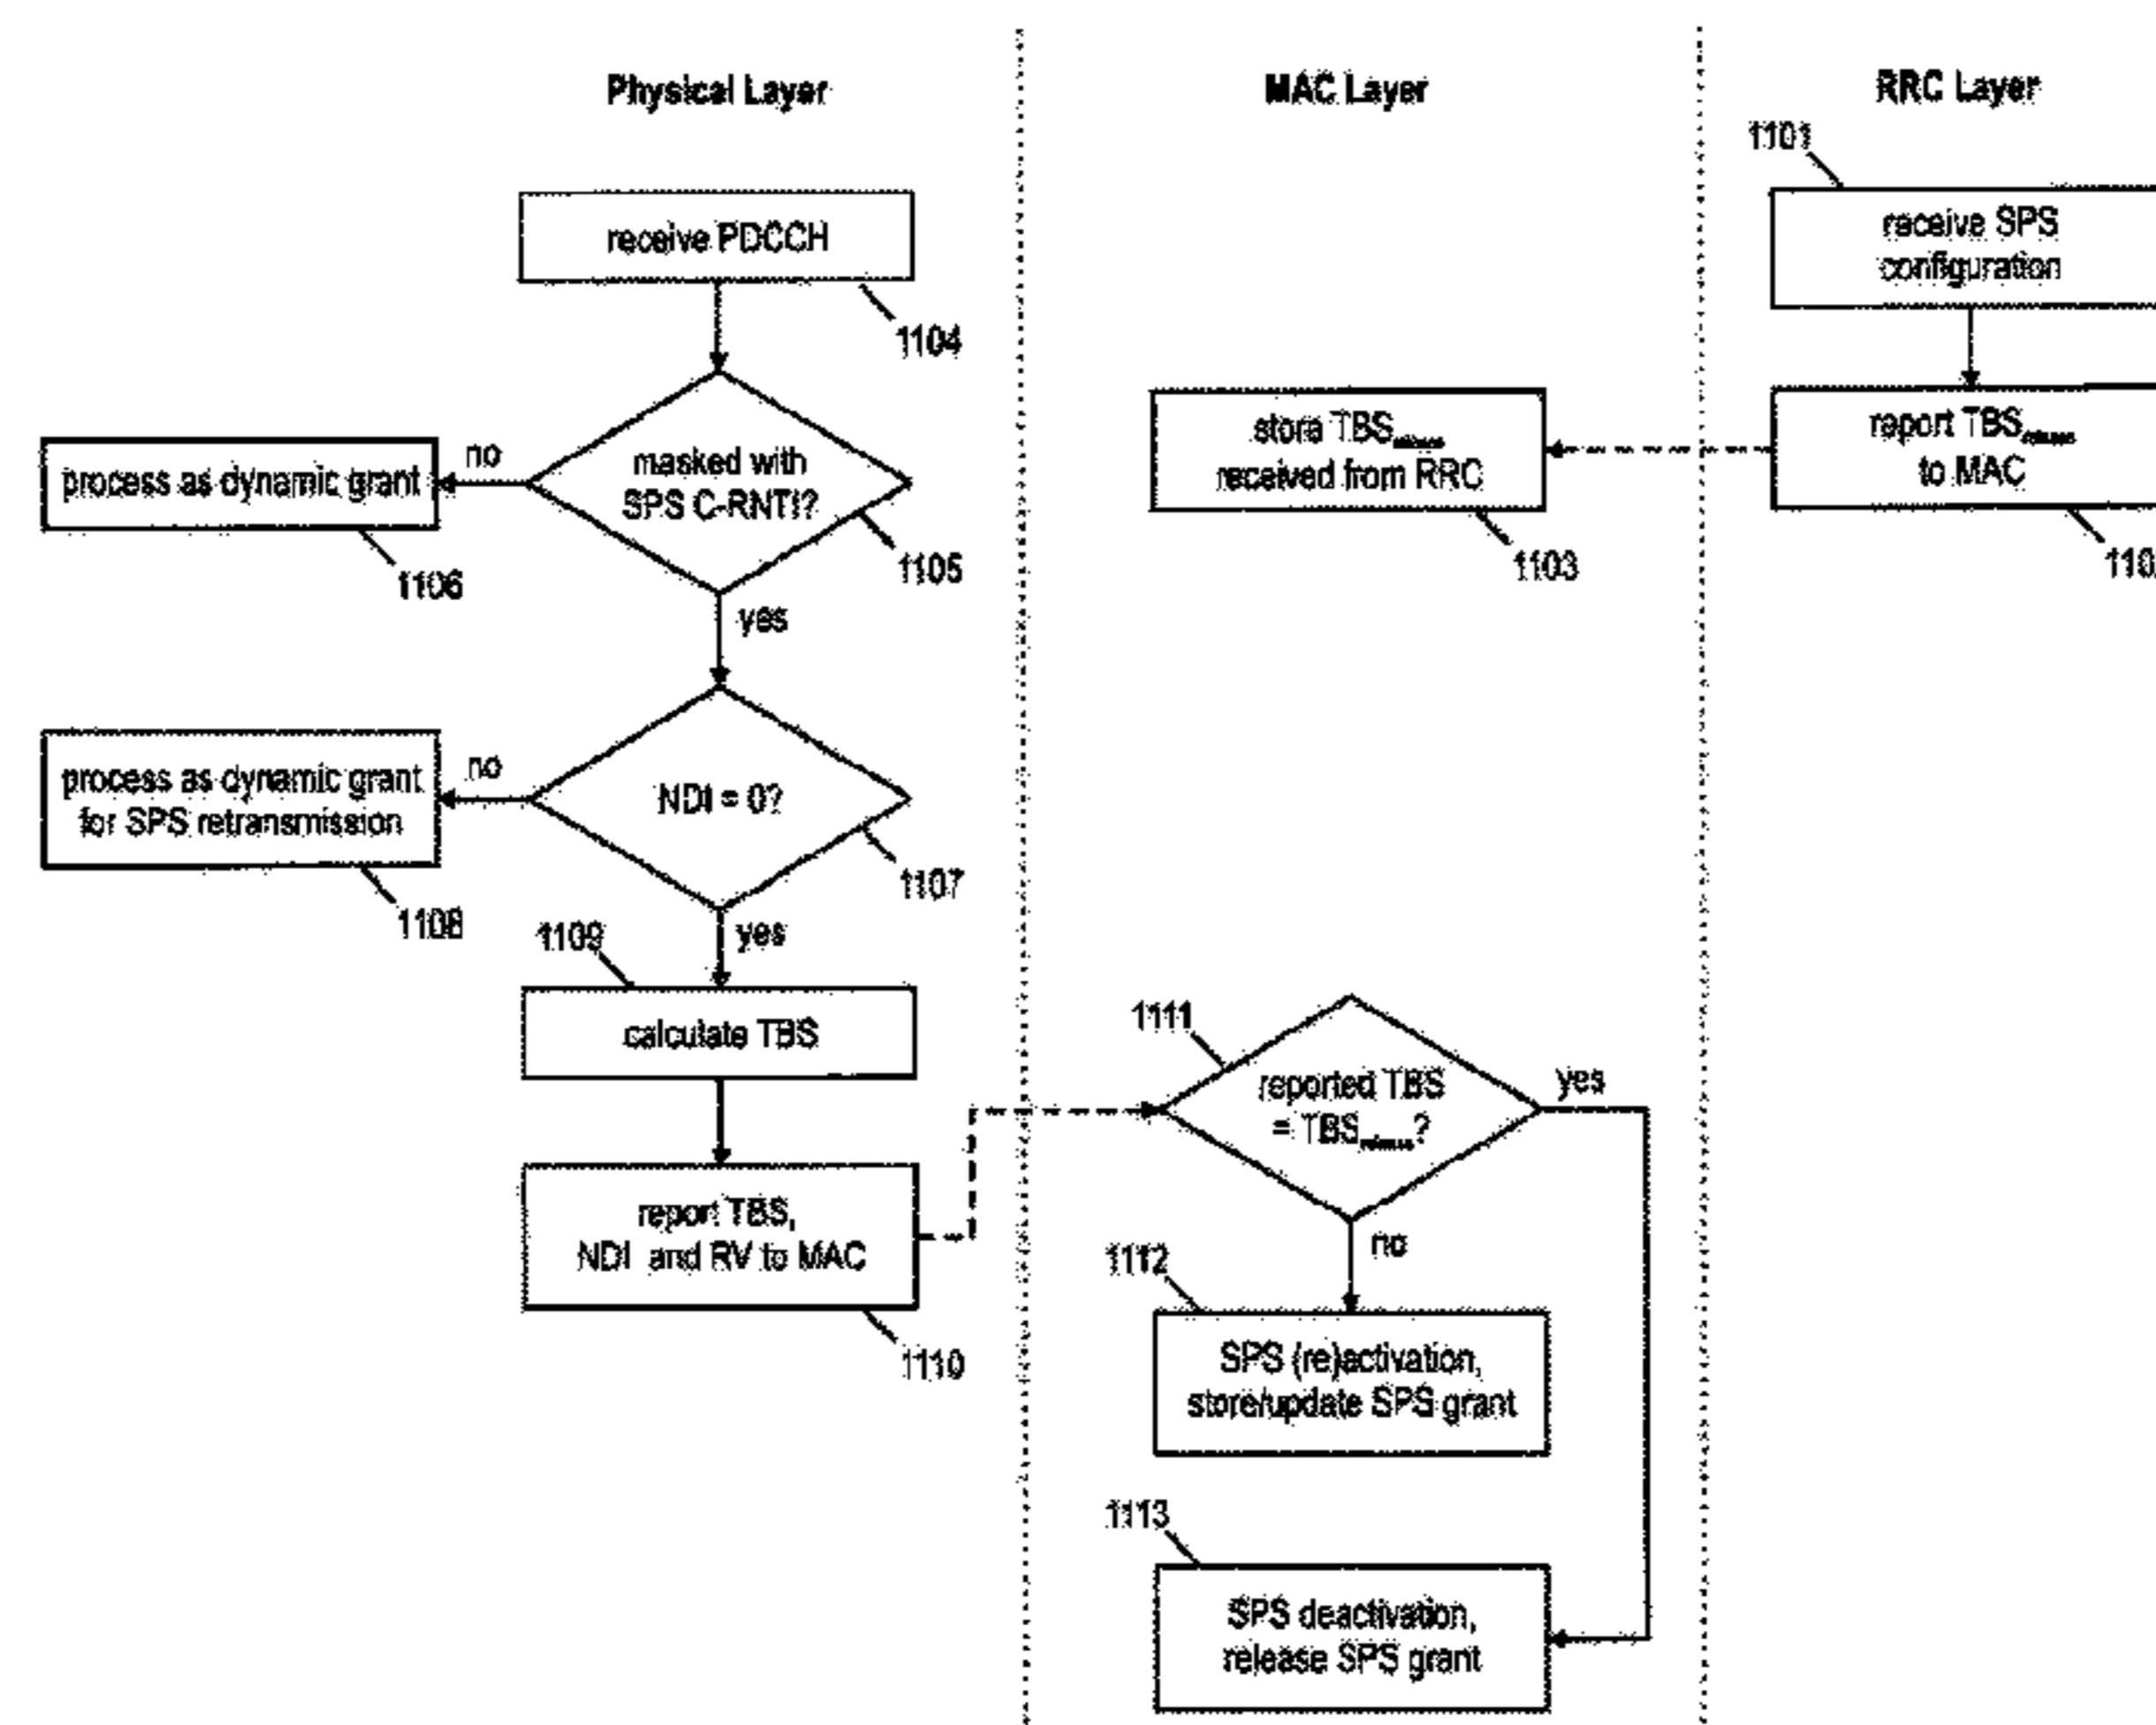 Physical Layer
MAC Layer
RRC Layer
1101
receive PDCCH
receive SPS
configuration
1104
masked with
SPS C-RNTI?
no
process as dynamic grant
store TBS
received from RRC
report TBS
to MAC
1105
1106
1103
110
yes
NDI = 0?
no
process as dynamic grant
for SPS retransmission
1107
1108
yes
1109
calculate TBS
1111
reported TBS
= TBS release?
yes
report TBS,
NDI and RV to MAC
no
1112
1110
SPS (re)activation,
store/update SPS grant
1113
SPS deactivation,
release SPS grant